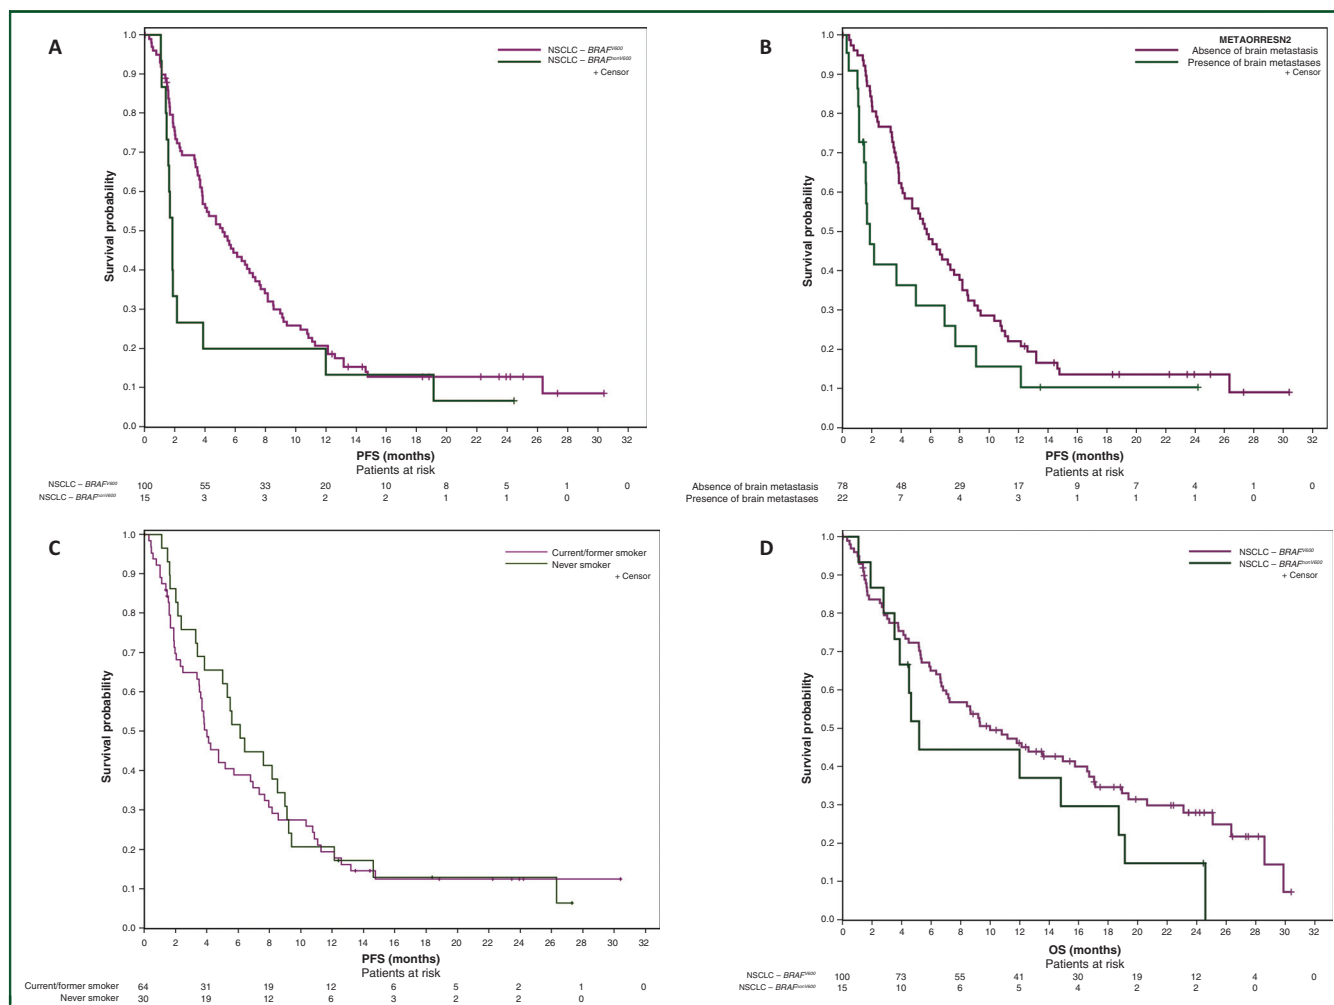 A
NSCLC – BRAFV600
NSCLC – BRAFnonV600
+ Censor
Survival probability
1.0
0.9
0.8
0.7
0.6
0.5
0.4
0.3
0.2
0.1
0.0
0 2 4 6 8 10 12 14 16 18 20 22 24 26 28 30 32
PFS (months)
Patients at risk
NSCLC – BRAFV600 100 55 33 20 10 8 5 1 0
NSCLC – BRAFnonV600 15 3 3 2 2 1 1 0
B
METAORRESN2
Absence of brain metastasis
Presence of brain metastases
+ Censor
Survival probability
1.0
0.9
0.8
0.7
0.6
0.5
0.4
0.3
0.2
0.1
0.0
0 2 4 6 8 10 12 14 16 18 20 22 24 26 28 30 32
PFS (months)
Patients at risk
Absence of brain metastasis 78 48 29 17 9 7 4 1 0
Presence of brain metastases 22 7 4 3 1 1 1 0
C
Current/former smoker
Never smoker
+ Censor
Survival probability
1.0
0.9
0.8
0.7
0.6
0.5
0.4
0.3
0.2
0.1
0.0
0 2 4 6 8 10 12 14 16 18 20 22 24 26 28 30 32
PFS (months)
Patients at risk
Current/former smoker 64 31 19 12 6 5 2 1 0
Never smoker 30 19 12 6 3 2 2 0
D
NSCLC – BRAFV600
NSCLC – BRAFnonV600
+ Censor
Survival probability
1.0
0.9
0.8
0.7
0.6
0.5
0.4
0.3
0.2
0.1
0.0
0 2 4 6 8 10 12 14 16 18 20 22 24 26 28 30 32
OS (months)
Patients at risk
NSCLC – BRAFV600 100 73 55 41 30 19 12 4 0
NSCLC – BRAFnonV600 15 10 6 5 4 2 2 0